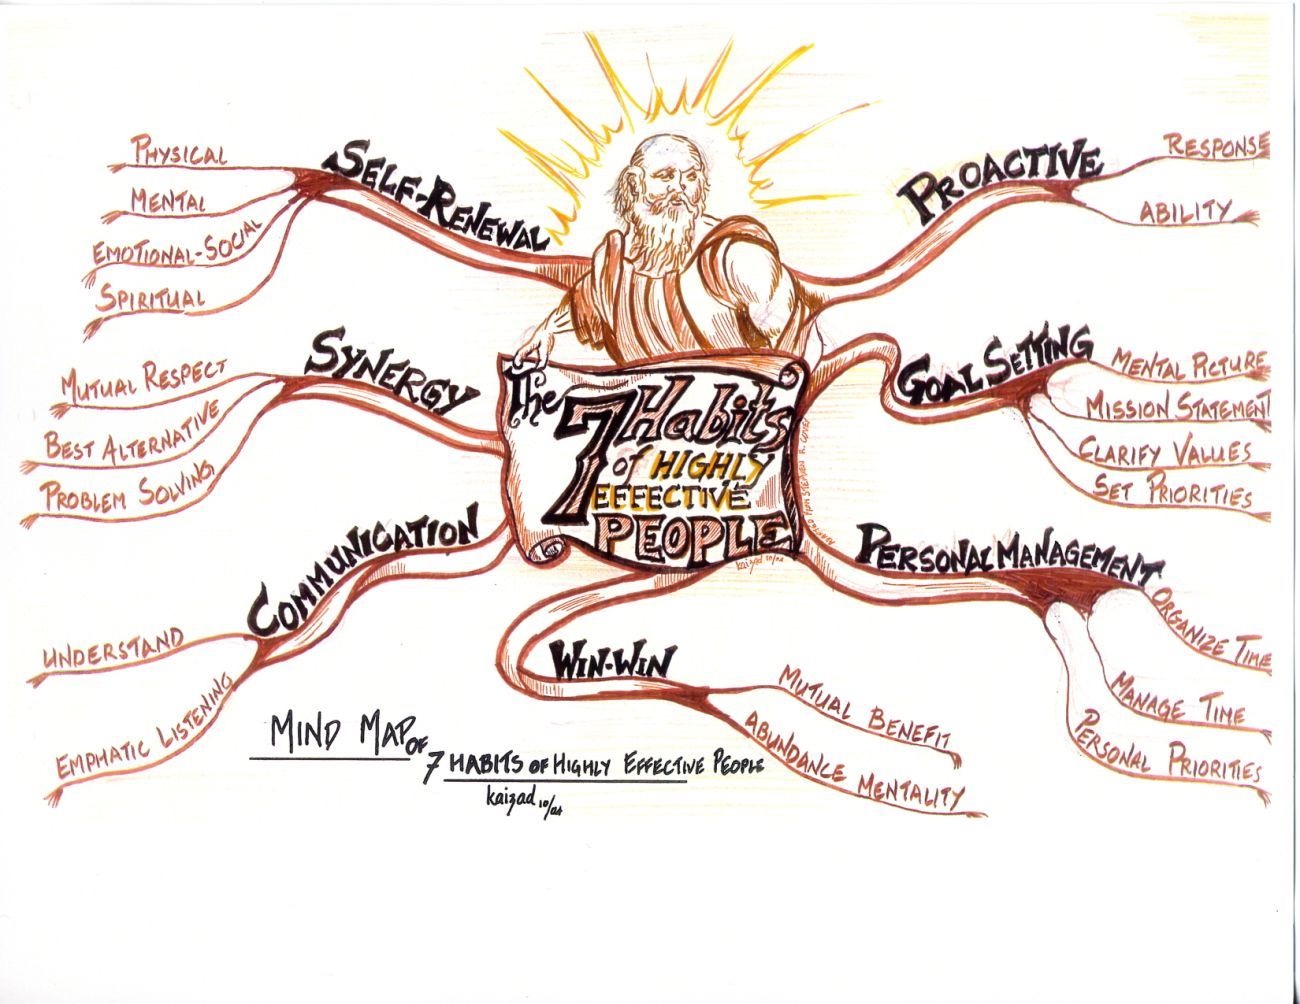 The
7 Habits
of HIGHLY
EFFECTIVE
PEOPLE
kaizad 10/04
ADAPTED FROM STEPHEN R. COVEY
PROACTIVE
RESPONSE
ABILITY
GOAL SETTING
MENTAL PICTURE
MISSION STATEMENT
CLARIFY VALUES
SET PRIORITIES
PERSONAL MANAGEMENT
ORGANIZE TIME
MANAGE TIME
PERSONAL PRIORITIES
WIN-WIN
MUTUAL BENEFIT
ABUNDANCE MENTALITY
COMMUNICATION
UNDERSTAND
EMPHATIC LISTENING
SYNERGY
MUTUAL RESPECT
BEST ALTERNATIVE
PROBLEM SOLVING
SELF-RENEWAL
PHYSICAL
MENTAL
EMOTIONAL-SOCIAL
SPIRITUAL
MIND MAP OF
7 HABITS OF HIGHLY EFFECTIVE PEOPLE
kaizad 10/04